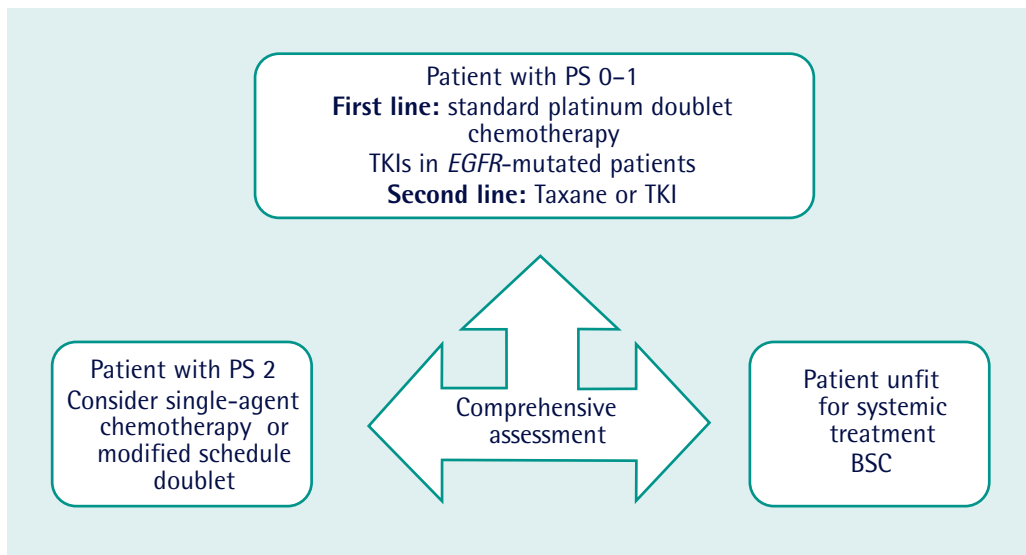 Patient with PS 0–1
First line: standard platinum doublet
chemotherapy
TKIs in EGFR-mutated patients
Second line: Taxane or TKI
Patient with PS 2
Consider single-agent
chemotherapy or
modified schedule
doublet
Comprehensive
assessment
Patient unfit
for systemic
treatment
BSC